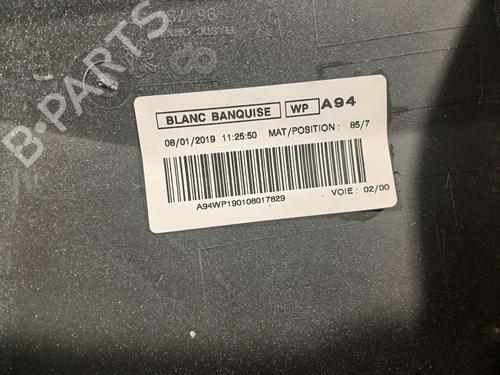 BLANC BANQUISE WP A94
08/01/2019 11:25:50 MAT/POSITION : 85/7
A94WP190108017829
VOIE : 02/00
B-PARTS